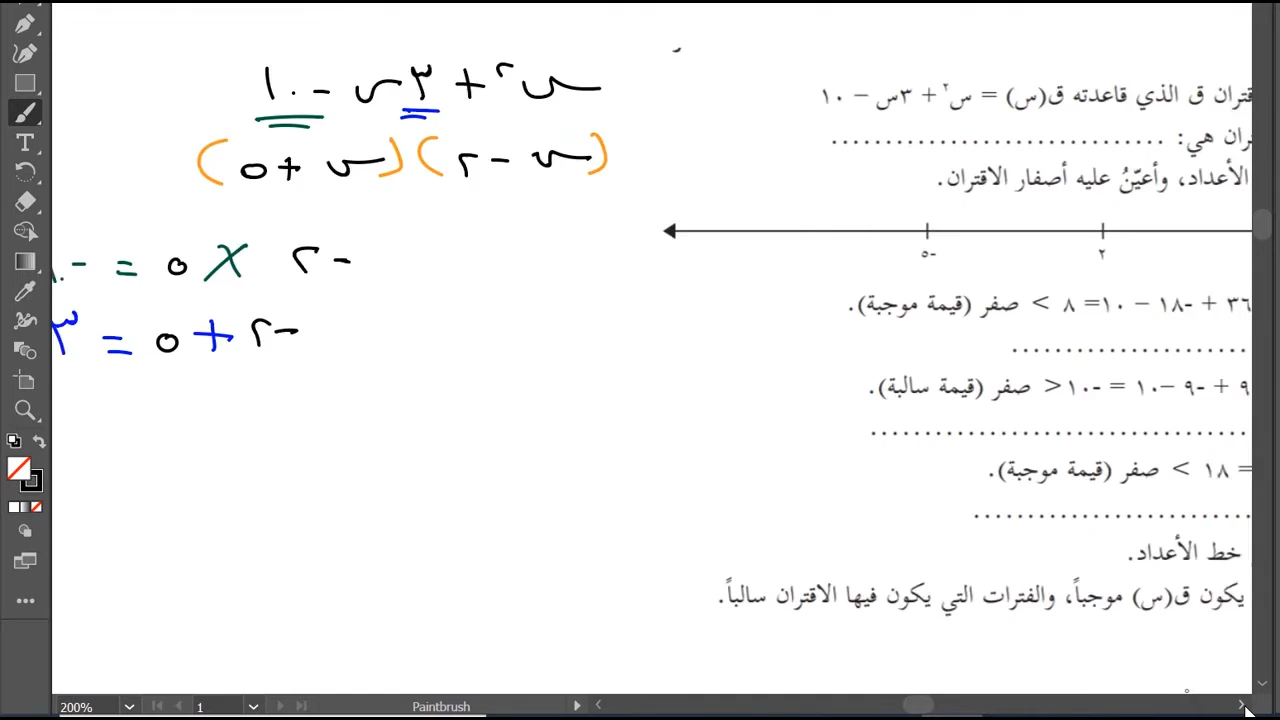 س٢ + ٣س - ١٠
(س - ٢)(س + ٥)
-٢ × ٥ = -١٠
-٢ + ٥ = ٣
قتران ق الذي قاعدته ق(س) = س٢ + ٣س − ١٠
ران هي: ..............................
الأعداد، وأعيّنُ عليه أصفار الاقتران.
-٥ ٢
٣٦ + -١٨ − ١٠ = ٨ > صفر (قيمة موجبة).
......................
٩ + -٩ − ١٠ = -١٠ < صفر (قيمة سالبة).
..................................
= ١٨ > صفر (قيمة موجبة).
.........................
خط الأعداد.
يكون ق(س) موجباً، والفترات التي يكون فيها الاقتران سالباً.
200% 1 Paintbrush